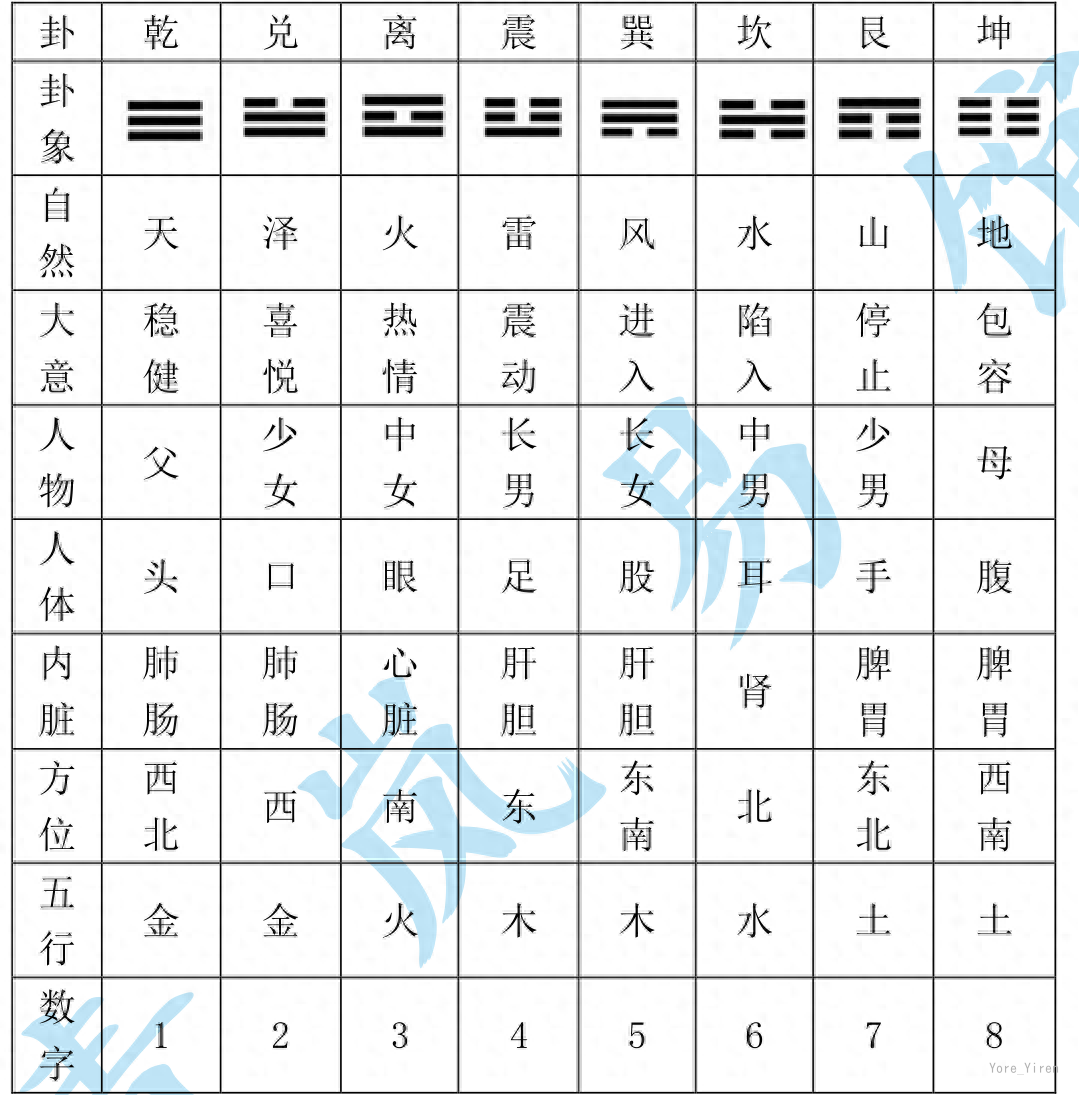 卦 乾 兑 离 震 巽 坎 艮 坤
卦象
自然 天 泽 火 雷 风 水 山 地
大意 稳健 喜悦 热情 震动 进入 陷入 停止 包容
人物 父 少女 中女 长男 长女 中男 少男 母
人体 头 口 眼 足 股 耳 手 腹
内脏 肺肠 肺肠 心脏 肝胆 肝胆 肾 脾胃 脾胃
方位 西北 西 南 东 东南 北 东北 西南
五行 金 金 火 木 木 水 土 土
数字 1 2 3 4 5 6 7 8
Yore_Yiren
岚易